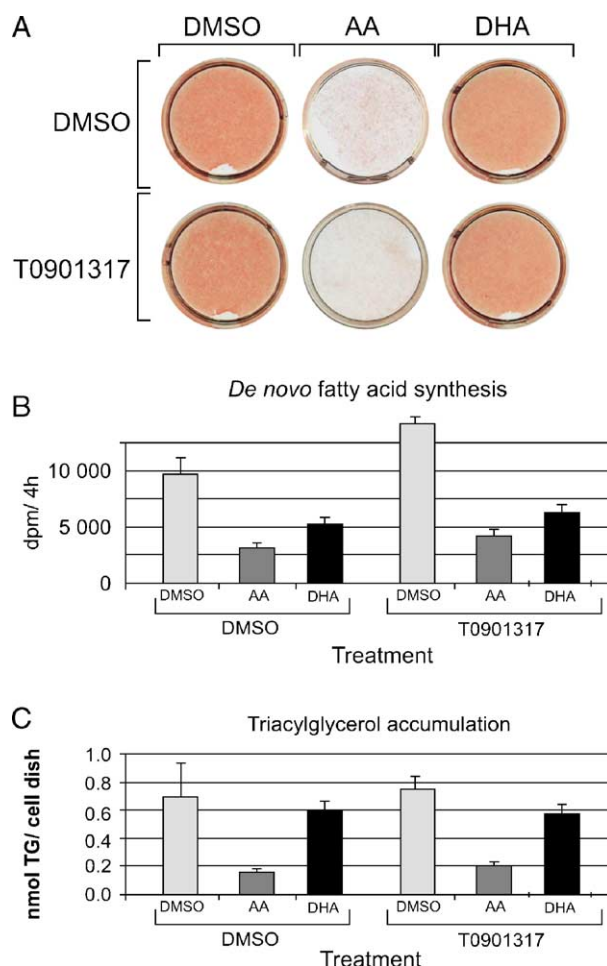 A
DMSO AA DHA
DMSO
T0901317
B
De novo fatty acid synthesis
dpm/ 4h
10 000
5 000
0
DMSO AA DHA DMSO AA DHA
DMSO T0901317
Treatment
C
Triacylglycerol accumulation
nmol TG/ cell dish
1.0
0.8
0.6
0.4
0.2
0.0
DMSO AA DHA DMSO AA DHA
DMSO T0901317
Treatment